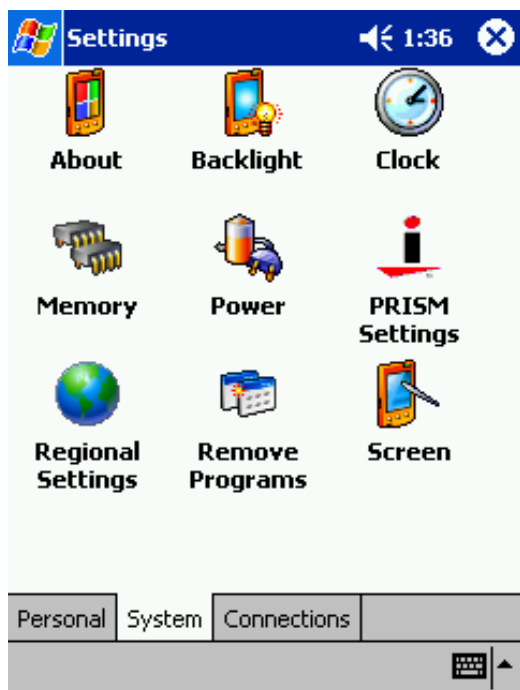 Settings 1:36
About Backlight Clock
Memory Power PRISM
Settings
Regional Remove Screen
Settings Programs
Personal System Connections